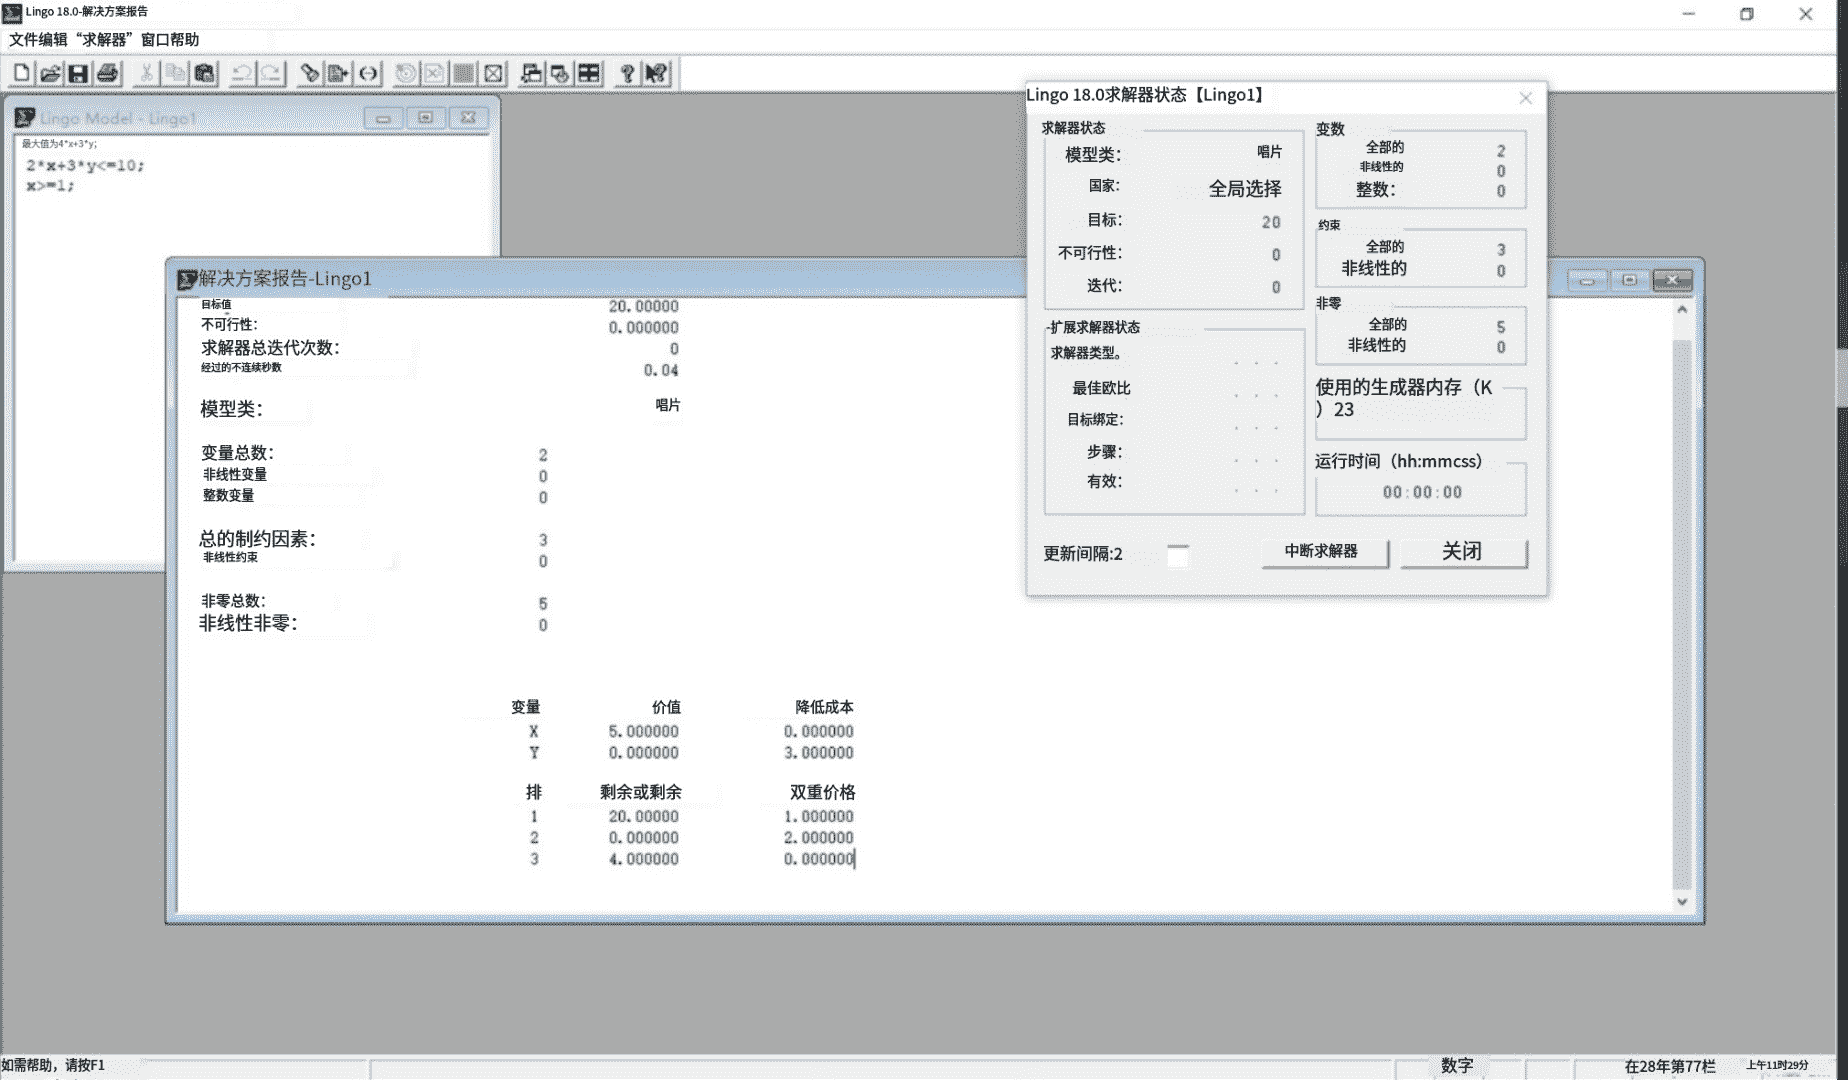 Lingo 18.0-解决方案报告
文件编辑“求解器”窗口帮助
Lingo Model - Lingo1
最大值为4*x+3*y;
2*x+3*y<=10;
x>=1;
解决方案报告-Lingo1
目标值 20.00000
不可行性: 0.000000
求解器总迭代次数: 0
经过的不连续秒数 0.04
模型类: 唱片
变量总数: 2
非线性变量 0
整数变量 0
总的制约因素: 3
非线性约束 0
非零总数: 5
非线性非零: 0
变量 价值 降低成本
X 5.000000 0.000000
Y 0.000000 3.000000
排 剩余或剩余 双重价格
1 20.00000 1.000000
2 0.000000 2.000000
3 4.000000 0.000000
Lingo 18.0求解器状态【Lingo1】
求解器状态
模型类: 唱片
国家: 全局选择
目标: 20
不可行性: 0
迭代: 0
扩展求解器状态
求解器类型。 . . .
最佳欧比 . . .
目标绑定: . . .
步骤: . . .
有效: . . .
变数
全部的 2
非线性的 0
整数: 0
约束
全部的 3
非线性的 0
非零
全部的 5
非线性的 0
使用的生成器内存（K
）23
运行时间（hh:mmcss）
00:00:00
更新间隔:2
中断求解器
关闭
如需帮助，请按F1
数字
在28年第77栏
上午11时29分